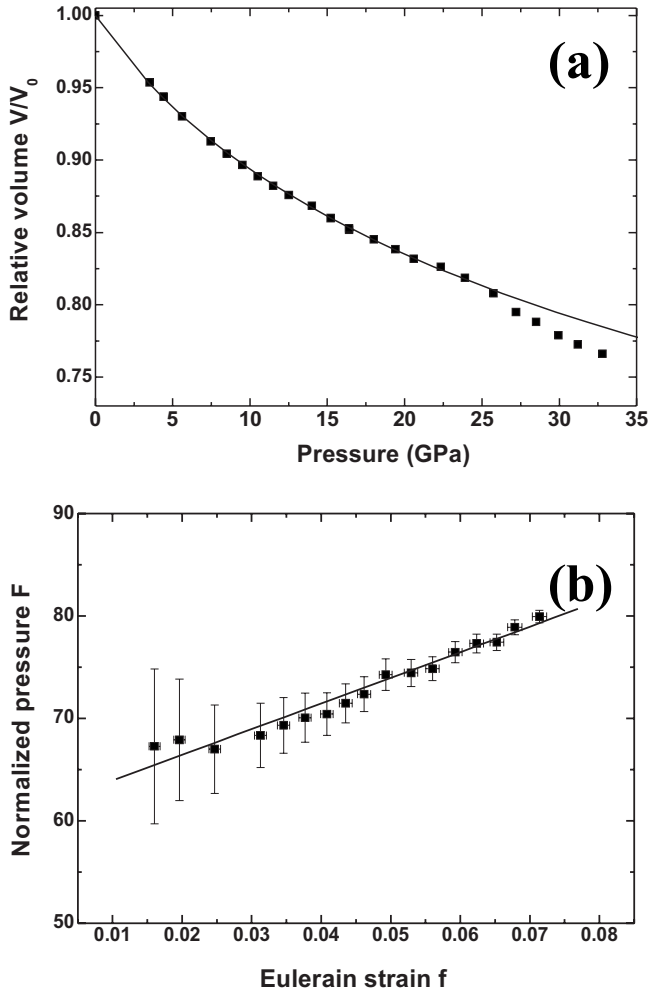 (a)
1.00
0.95
0.90
0.85
0.80
0.75
Relative volume V/V0
0 5 10 15 20 25 30 35
Pressure (GPa)
(b)
90
80
70
60
50
Normalized pressure F
0.01 0.02 0.03 0.04 0.05 0.06 0.07 0.08
Eulerain strain f